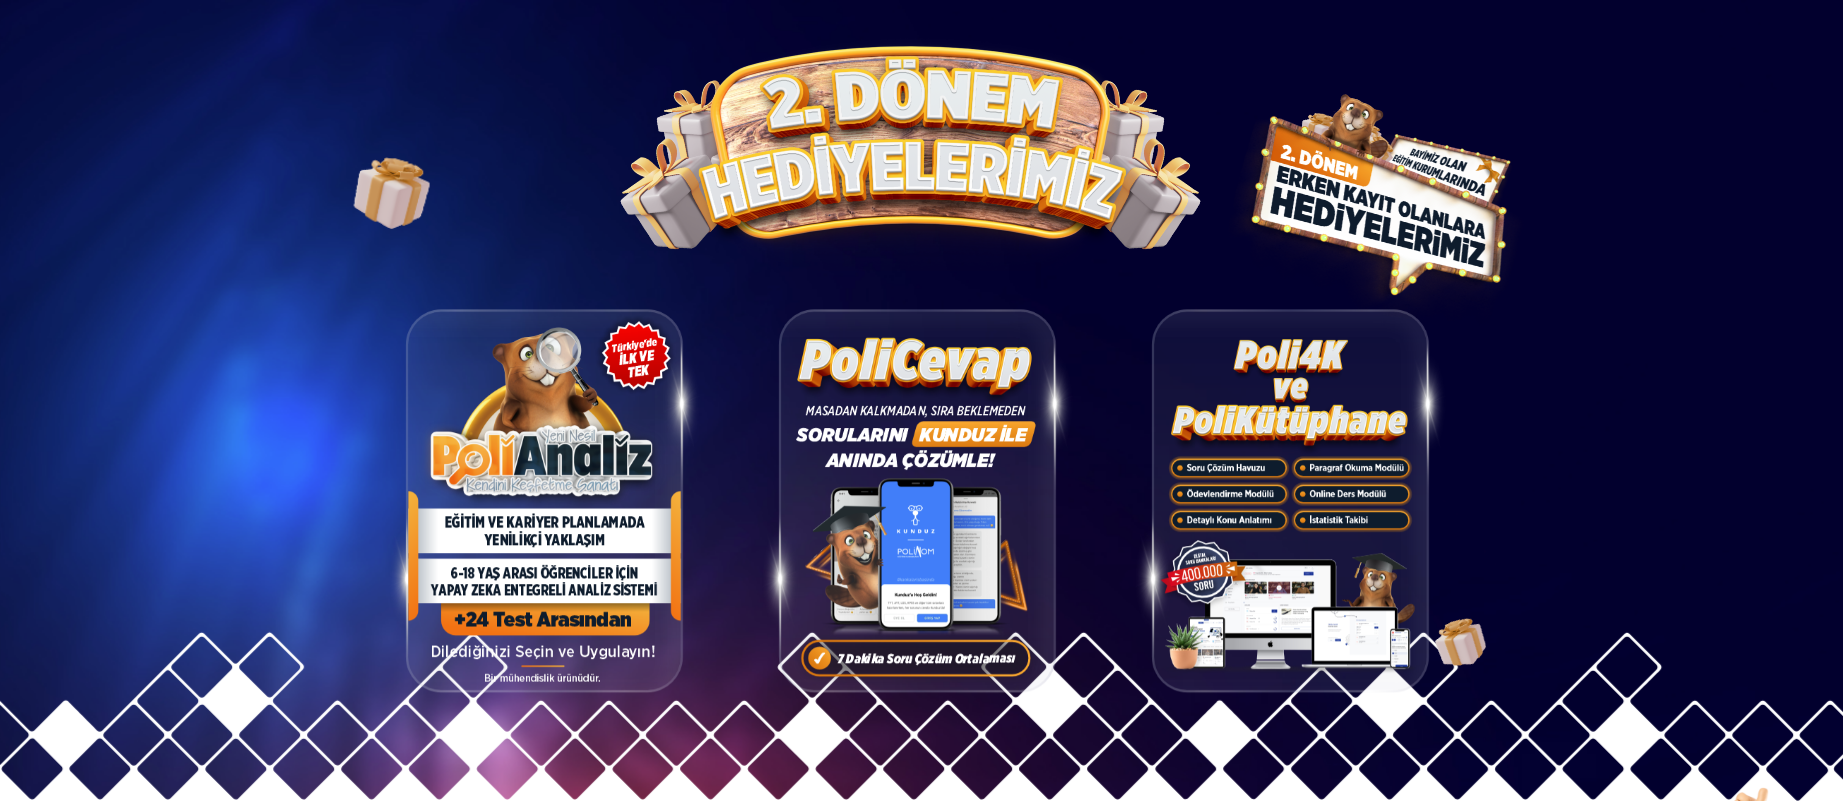 2. DÖNEM
HEDİYELERİMİZ
BAYİMİZ OLAN
EĞİTİM KURUMLARINDA
2. DÖNEM
ERKEN KAYIT OLANLARA
HEDİYELERİMİZ
Türkiye'de
İLK VE
TEK
Yeni Nesil
PoliAnaliz
Kendini Keşfetme Sanatı
EĞİTİM VE KARİYER PLANLAMADA
YENİLİKÇİ YAKLAŞIM
6-18 YAŞ ARASI ÖĞRENCİLER İÇİN
YAPAY ZEKA ENTEGRELİ ANALİZ SİSTEMİ
+24 Test Arasından
Dilediğinizi Seçin ve Uygulayın!
Bir mühendislik ürünüdür.
PoliCevap
MASADAN KALKMADAN, SIRA BEKLEMEDEN
SORULARINI KUNDUZ İLE
ANINDA ÇÖZÜMLE!
KUNDUZ
POLİNOM
Kunduz'a Hoş Geldin!
7 Dakika Soru Çözüm Ortalaması
Poli4K
ve
PoliKütüphane
Soru Çözüm Havuzu
Paragraf Okuma Modülü
Ödevlendirme Modülü
Online Ders Modülü
Detaylı Konu Anlatımı
İstatistik Takibi
400.000
SORU